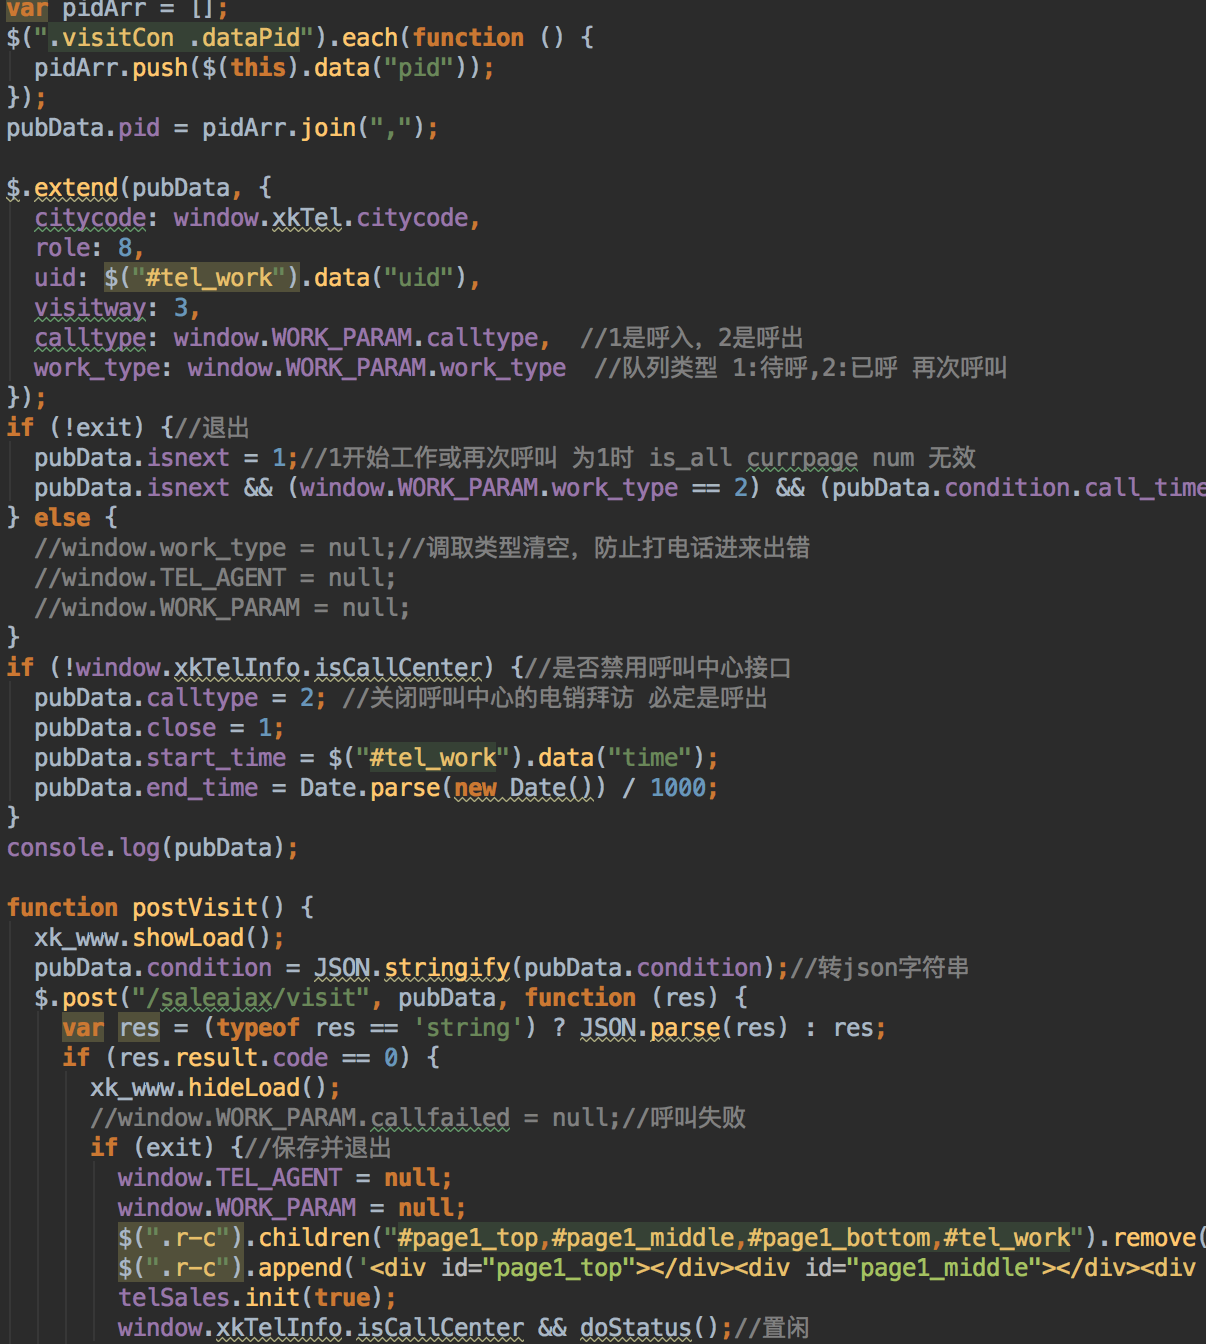 var pidArr = [];
$(".visitCon .dataPid").each(function () {
  pidArr.push($(this).data("pid"));
});
pubData.pid = pidArr.join(",");

$.extend(pubData, {
  citycode: window.xkTel.citycode,
  role: 8,
  uid: $("#tel_work").data("uid"),
  visitway: 3,
  calltype: window.WORK_PARAM.calltype,  //1是呼入，2是呼出
  work_type: window.WORK_PARAM.work_type  //队列类型 1:待呼,2:已呼 再次呼叫
});
if (!exit) {//退出
  pubData.isnext = 1;//1开始工作或再次呼叫 为1时 is_all currpage num 无效
  pubData.isnext && (window.WORK_PARAM.work_type == 2) && (pubData.condition.call_time
} else {
  //window.work_type = null;//调取类型清空，防止打电话进来出错
  //window.TEL_AGENT = null;
  //window.WORK_PARAM = null;
}
if (!window.xkTelInfo.isCallCenter) {//是否禁用呼叫中心接口
  pubData.calltype = 2; //关闭呼叫中心的电销拜访 必定是呼出
  pubData.close = 1;
  pubData.start_time = $("#tel_work").data("time");
  pubData.end_time = Date.parse(new Date()) / 1000;
}
console.log(pubData);

function postVisit() {
  xk_www.showLoad();
  pubData.condition = JSON.stringify(pubData.condition);//转json字符串
  $.post("/saleajax/visit", pubData, function (res) {
    var res = (typeof res == 'string') ? JSON.parse(res) : res;
    if (res.result.code == 0) {
      xk_www.hideLoad();
      //window.WORK_PARAM.callfailed = null;//呼叫失败
      if (exit) {//保存并退出
        window.TEL_AGENT = null;
        window.WORK_PARAM = null;
        $(".r-c").children("#page1_top,#page1_middle,#page1_bottom,#tel_work").remove(
        $(".r-c").append('<div id="page1_top"></div><div id="page1_middle"></div><div
        telSales.init(true);
        window.xkTelInfo.isCallCenter && doStatus();//置闲